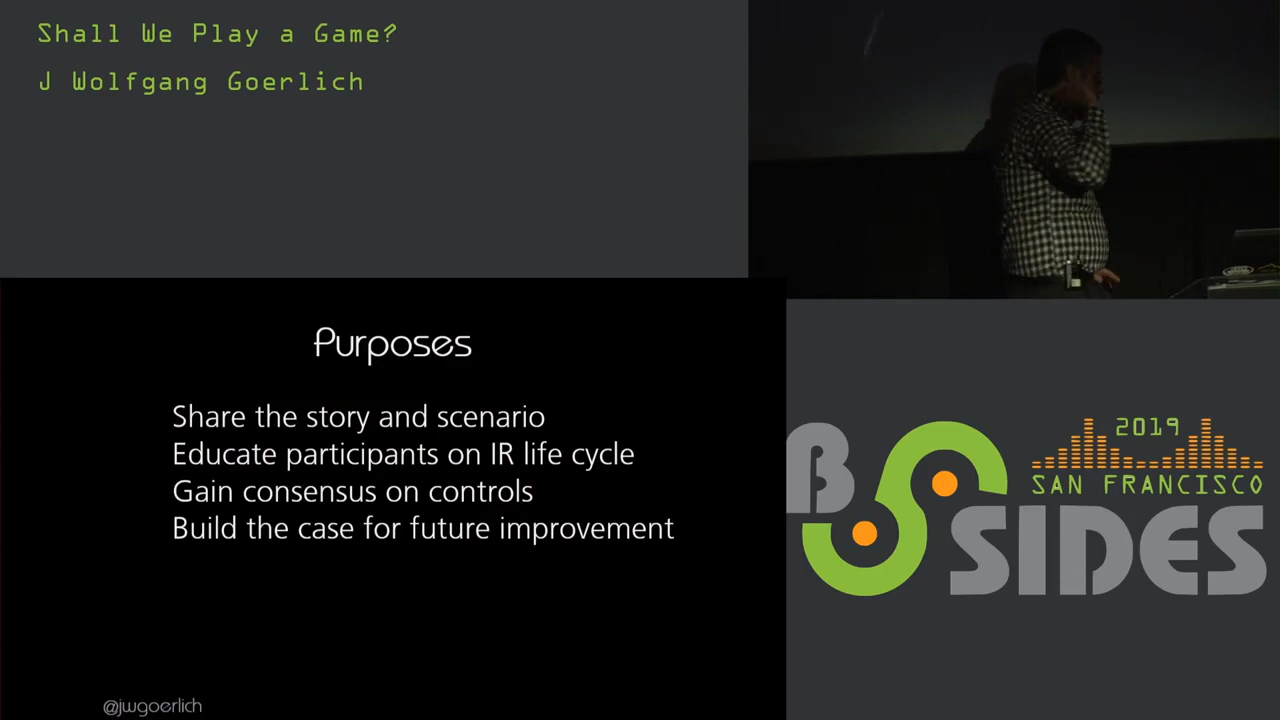 Shall We Play a Game?
J Wolfgang Goerlich
Purposes
Share the story and scenario
Educate participants on IR life cycle
Gain consensus on controls
Build the case for future improvement
@jwgoerlich
2019
SAN FRANCISCO
B
SIDES